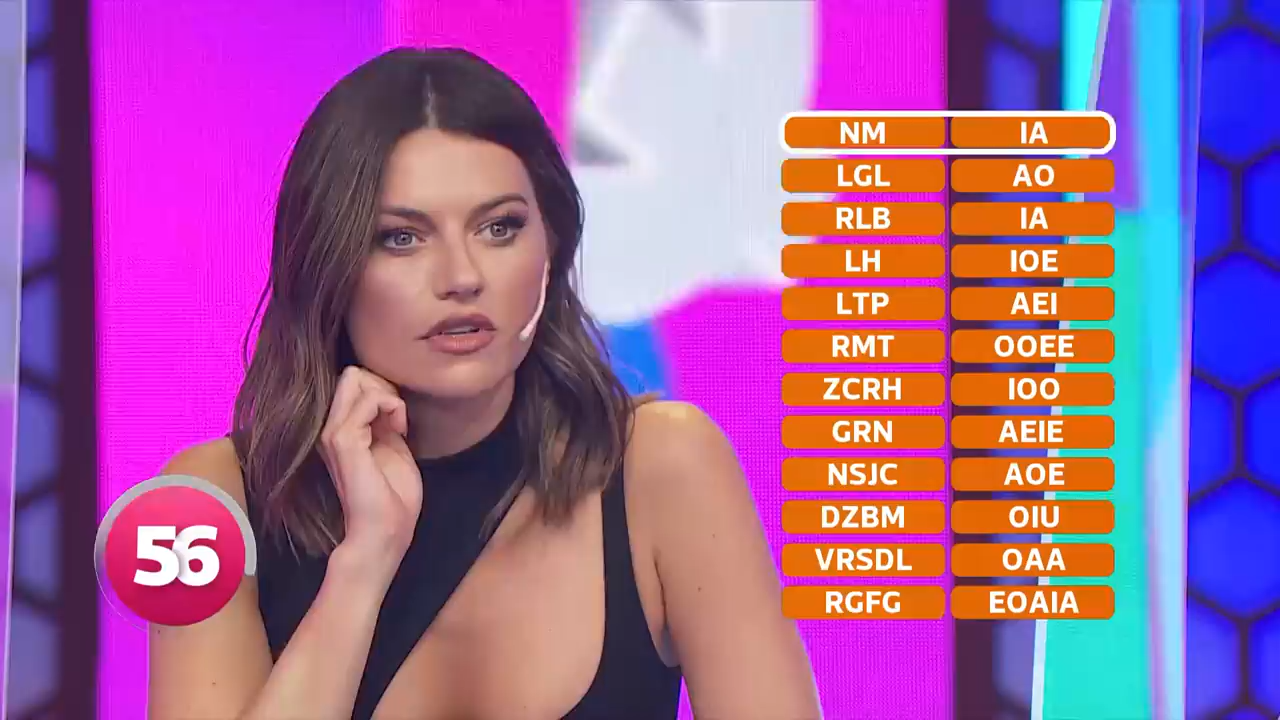 NM IA
LGL AO
RLB IA
LH IOE
LTP AEI
RMT OOEE
ZCRH IOO
GRN AEIE
NSJC AOE
DZBM OIU
VRSDL OAA
RGFG EOAIA
56